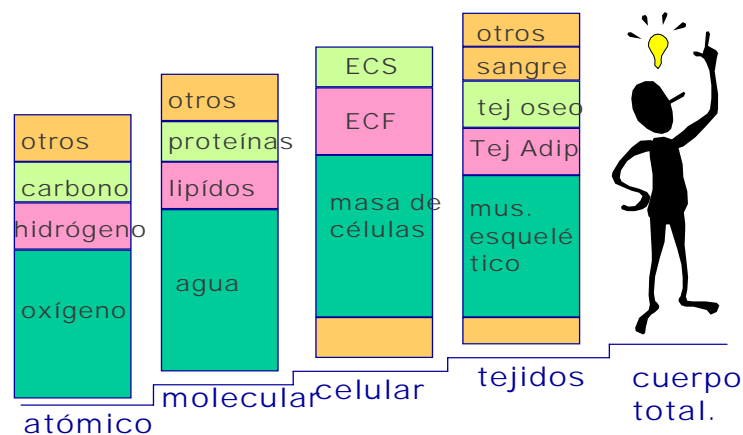 otros
carbono
hidrógeno
oxígeno
atómico
otros
proteínas
lipídos
agua
molecular
ECS
ECF
masa de
células
celular
otros
sangre
tej oseo
Tej Adip
mus.
esquelé
tico
tejidos
cuerpo
total.